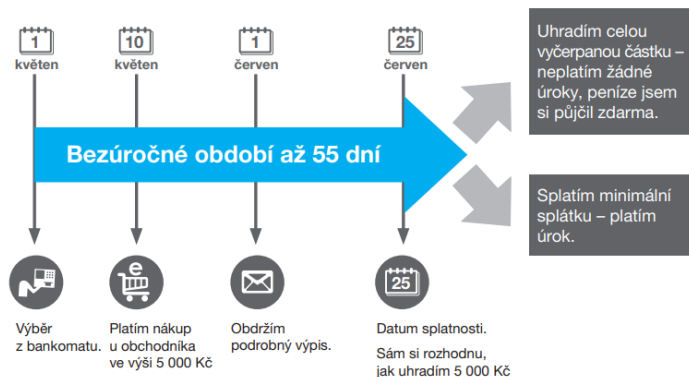 1
květen
10
květen
1
červen
25
červen
Bezúročné období až 55 dní
Uhradím celou
vyčerpanou částku –
neplatím žádné
úroky, peníze jsem
si půjčil zdarma.
Splatím minimální
splátku – platím
úrok.
e
25
Výběr
z bankomatu.
Platím nákup
u obchodníka
ve výši 5 000 Kč
Obdržím
podrobný výpis.
Datum splatnosti.
Sám si rozhodnu,
jak uhradím 5 000 Kč